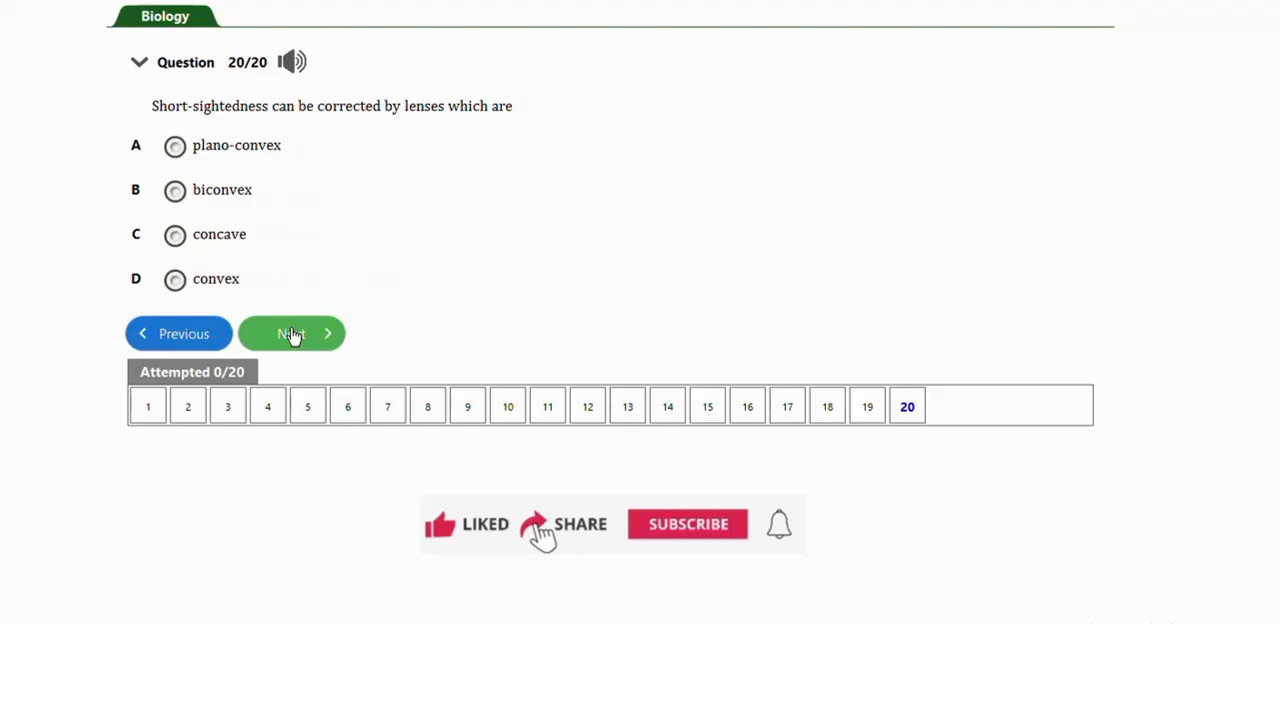 Biology
Question 20/20
Short-sightedness can be corrected by lenses which are
A plano-convex
B biconvex
C concave
D convex
Previous
Attempted 0/20
1 2 3 4 5 6 7 8 9 10 11 12 13 14 15 16 17 18 19 20
LIKED SHARE SUBSCRIBE